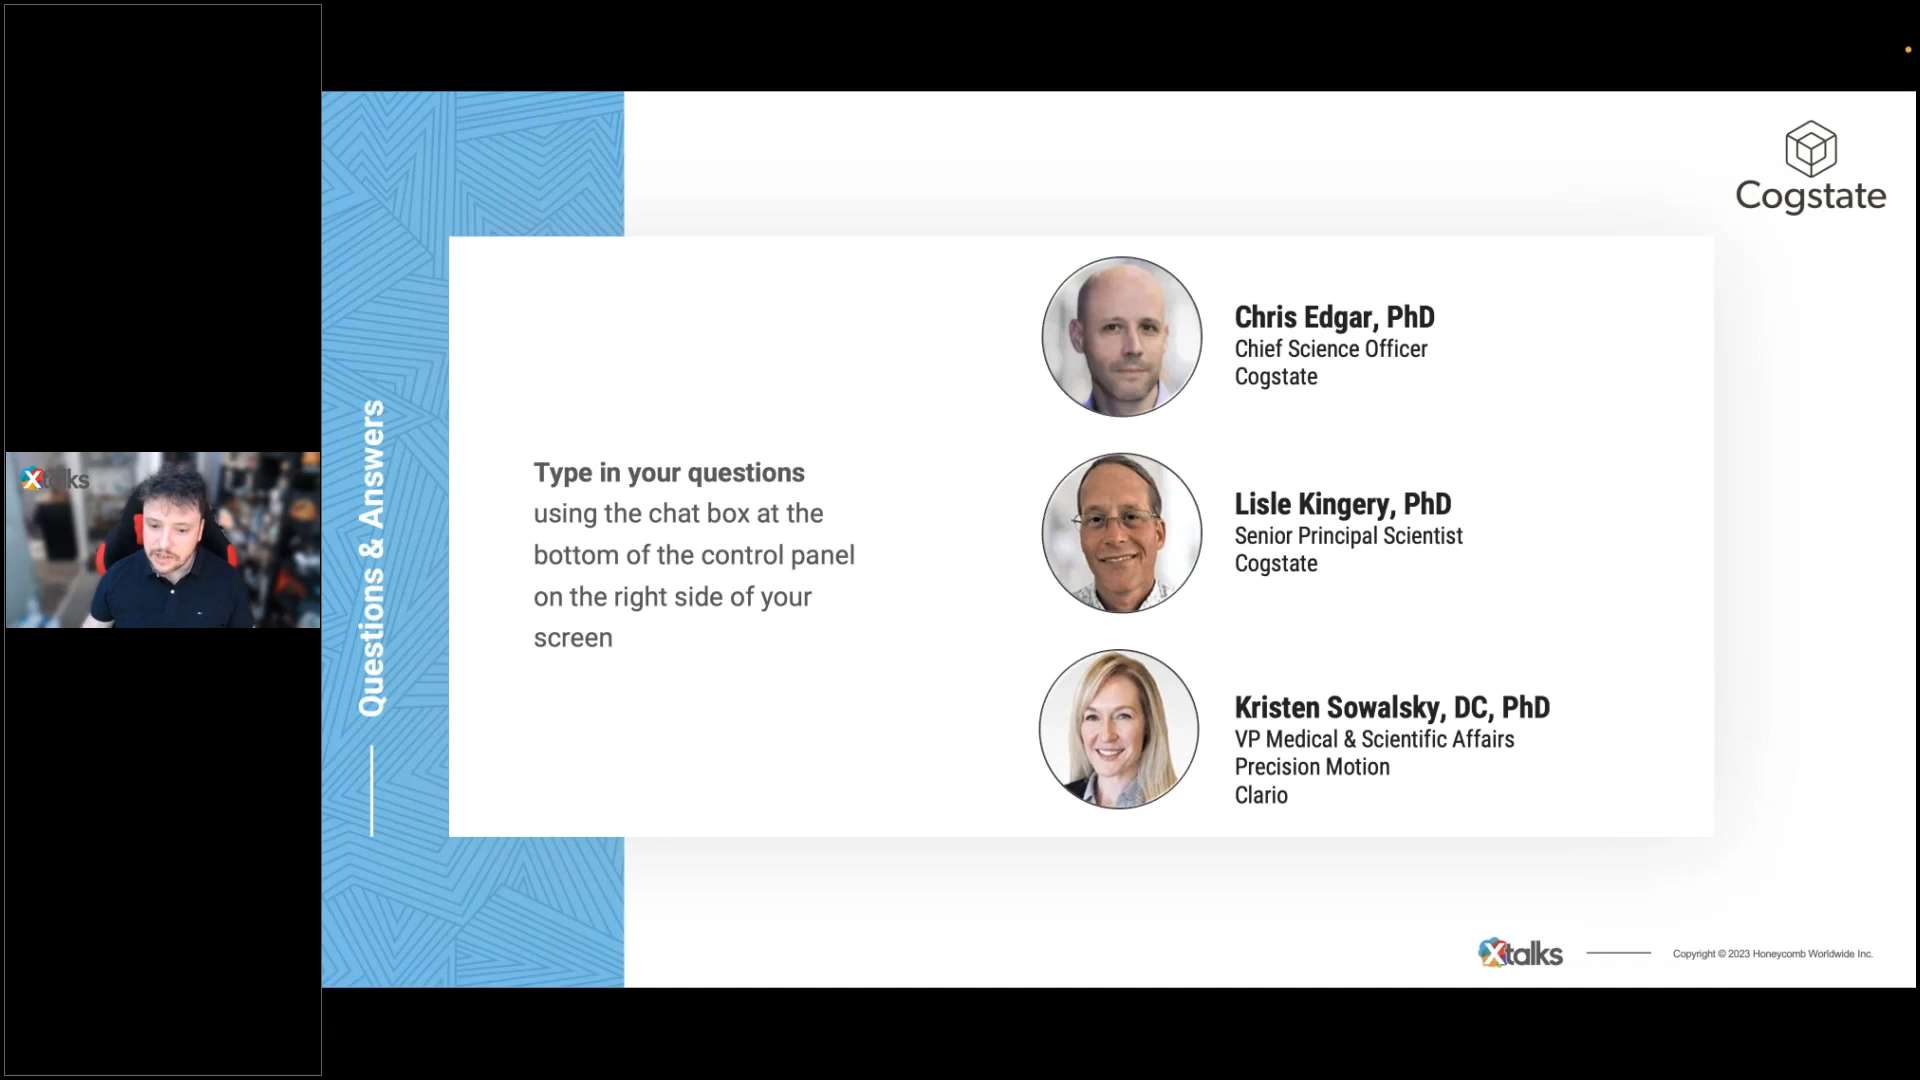 Xtalks
Questions & Answers
Cogstate
Type in your questions
using the chat box at the
bottom of the control panel
on the right side of your
screen
Chris Edgar, PhD
Chief Science Officer
Cogstate
Lisle Kingery, PhD
Senior Principal Scientist
Cogstate
Kristen Sowalsky, DC, PhD
VP Medical & Scientific Affairs
Precision Motion
Clario
Xtalks
Copyright © 2023 Honeycomb Worldwide Inc.